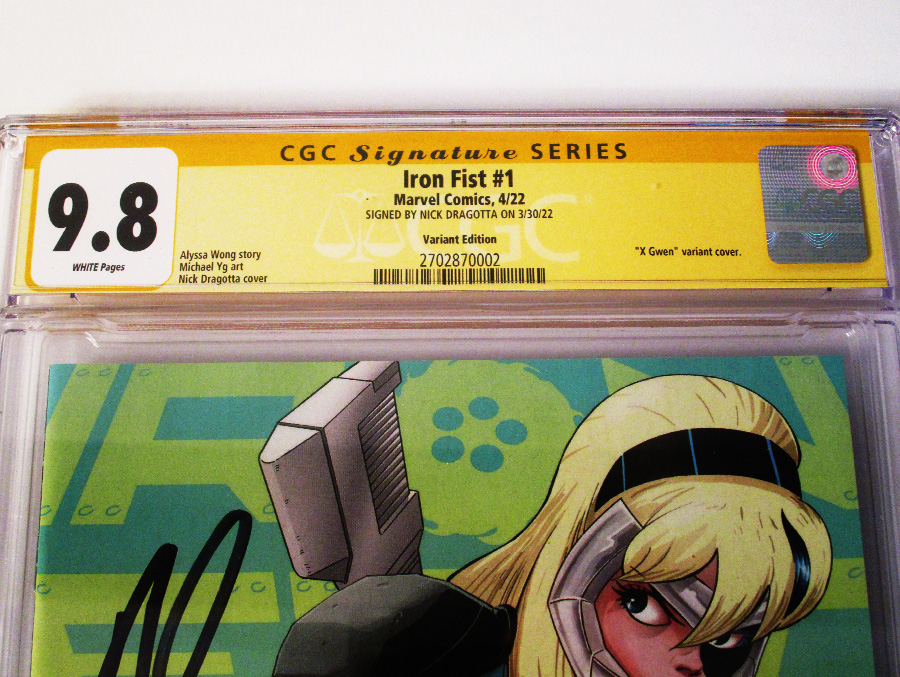 CGC Signature SERIES
Iron Fist #1
Marvel Comics, 4/22
SIGNED BY NICK DRAGOTTA ON 3/30/22
Variant Edition
2702870002
9.8
WHITE Pages
Alyssa Wong story
Michael Yg art
Nick Dragotta cover
"X Gwen" variant cover.
CGC